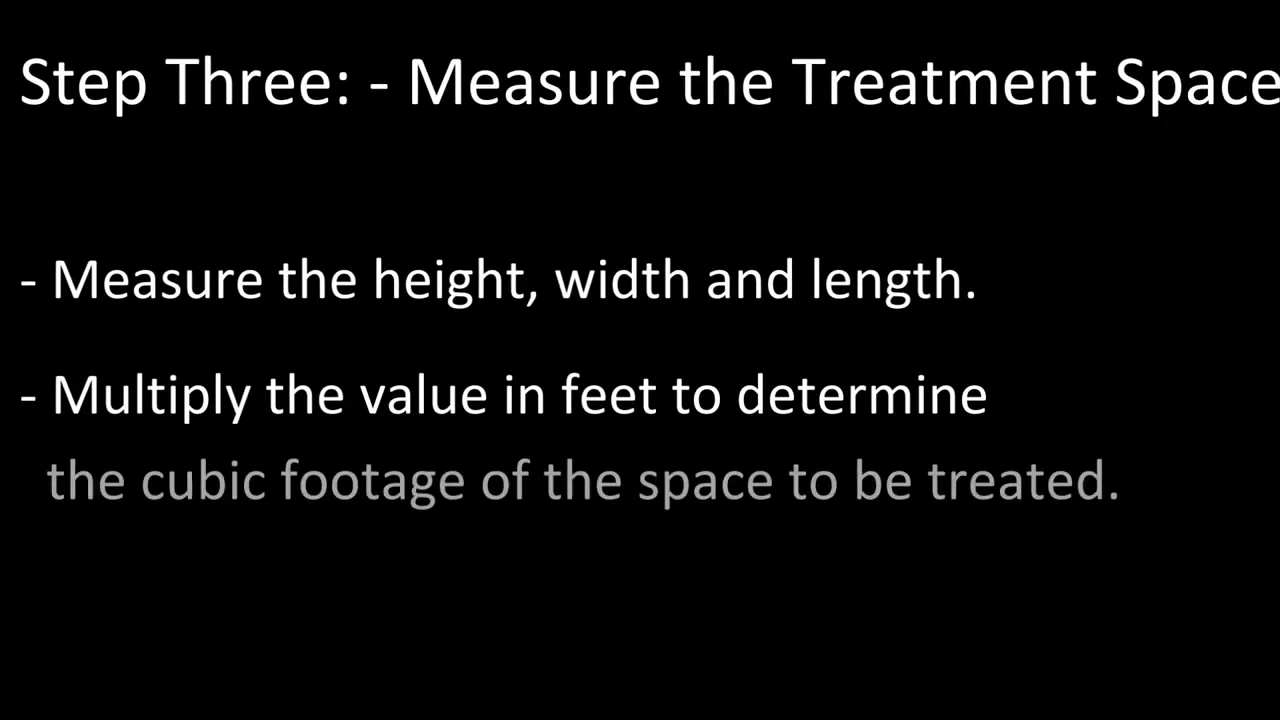 Step Three: - Measure the Treatment Space
- Measure the height, width and length.
- Multiply the value in feet to determine
the cubic footage of the space to be treated.